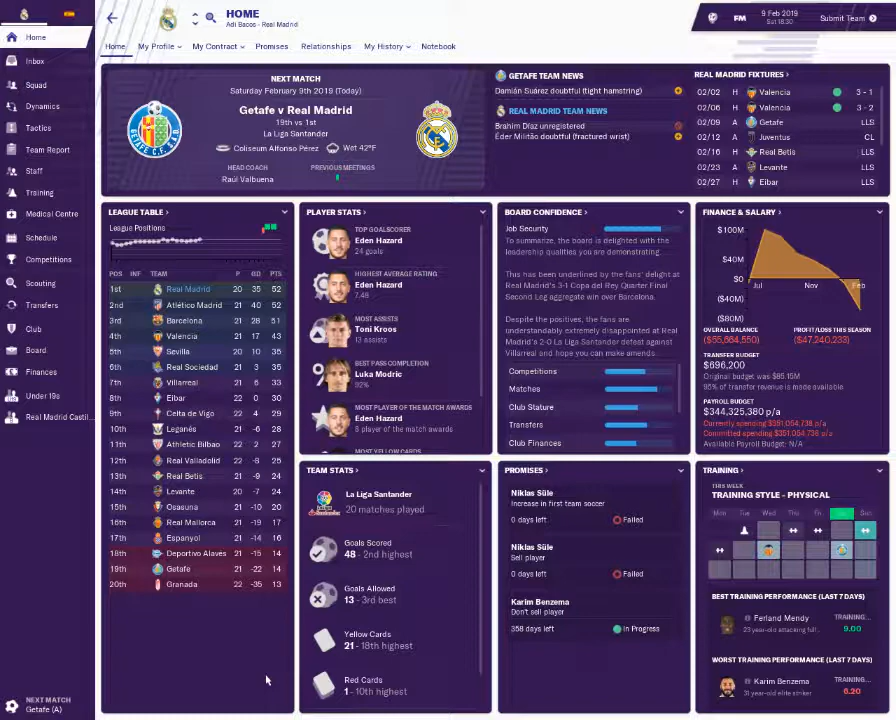 HOME
Adi Bacos - Real Madrid
FM
9 Feb 2019
Sat 18:30
Submit Team
Home
My Profile
My Contract
Promises
Relationships
My History
Notebook
Home
Inbox
Squad
Dynamics
Tactics
Team Report
Staff
Training
Medical Centre
Schedule
Competitions
Scouting
Transfers
Club
Board
Finances
Under 19s
Real Madrid Castil...
NEXT MATCH
Getafe (A)
NEXT MATCH
Saturday February 9th 2019 (Today)
Getafe v Real Madrid
19th vs 1st
La Liga Santander
Coliseum Alfonso Pérez
Wet 42°F
HEAD COACH
Raúl Valbuena
PREVIOUS MEETINGS
GETAFE TEAM NEWS
Damián Suárez doubtful (tight hamstring)
REAL MADRID TEAM NEWS
Brahim Díaz unregistered
Éder Militão doubtful (fractured wrist)
REAL MADRID FIXTURES
02/02 H Valencia 3 - 1
02/06 H Valencia 3 - 2
02/09 A Getafe LLS
02/12 A Juventus CL
02/16 H Real Betis LLS
02/23 A Levante LLS
02/27 H Eibar LLS
LEAGUE TABLE
League Positions
POS INF TEAM P GD PTS
1st Real Madrid 20 35 52
2nd Atlético Madrid 21 40 52
3rd Barcelona 21 28 51
4th Valencia 21 17 43
5th Sevilla 20 10 35
6th Real Sociedad 21 3 35
7th Villarreal 21 6 33
8th Eibar 22 0 30
9th Celta de Vigo 22 4 29
10th Leganés 21 -6 28
11th Athletic Bilbao 22 2 27
12th Real Valladolid 22 -8 25
13th Real Betis 21 -9 24
14th Levante 20 -7 24
15th Osasuna 21 -10 20
16th Real Mallorca 21 -19 17
17th Espanyol 21 -14 16
18th Deportivo Alavés 21 -15 14
19th Getafe 21 -22 14
20th Granada 22 -35 13
PLAYER STATS
TOP GOALSCORER
Eden Hazard
24 goals
HIGHEST AVERAGE RATING
Eden Hazard
7.48
MOST ASSISTS
Toni Kroos
13 assists
BEST PASS COMPLETION
Luka Modric
92%
MOST PLAYER OF THE MATCH AWARDS
Eden Hazard
8 player of the match awards
MOST YELLOW CARDS
BOARD CONFIDENCE
Job Security
To summarize, the board is delighted with the
leadership qualities you are demonstrating.
This has been underlined by the fans' delight at
Real Madrid's 3-1 Copa del Rey Quarter Final
Second Leg aggregate win over Barcelona.
Despite the positives, the fans are
understandably extremely disappointed at Real
Madrid's 2-0 La Liga Santander defeat against
Villarreal and hope you can make amends.
Competitions
Matches
Club Stature
Transfers
Club Finances
FINANCE & SALARY
$100M
$40M
$0
($40M)
($80M)
Jul
Nov
Feb
OVERALL BALANCE
($55,664,550)
PROFIT/LOSS THIS SEASON
($47,240,233)
TRANSFER BUDGET
$696,200
Original budget was $85.15M
95% of transfer revenue is made available
PAYROLL BUDGET
$344,325,380 p/a
Currently spending $351,054,738 p/a
Committed spending $351,054,738 p/a
Available Payroll Budget: N/A
TEAM STATS
La Liga Santander
20 matches played
Goals Scored
48 - 2nd highest
Goals Allowed
13 - 3rd best
Yellow Cards
21 - 18th highest
Red Cards
1 - 10th highest
PROMISES
Niklas Süle
Increase in first team soccer
0 days left Failed
Niklas Süle
Sell player
0 days left Failed
Karim Benzema
Don't sell player
358 days left In Progress
TRAINING
THIS WEEK
TRAINING STYLE - PHYSICAL
Mon Tue Wed Thu Fri Sun
BEST TRAINING PERFORMANCE (LAST 7 DAYS)
Ferland Mendy
23 year-old attacking full...
TRAINING...
9.00
WORST TRAINING PERFORMANCE (LAST 7 DAYS)
Karim Benzema
31 year-old elite striker
TRAINING...
6.20